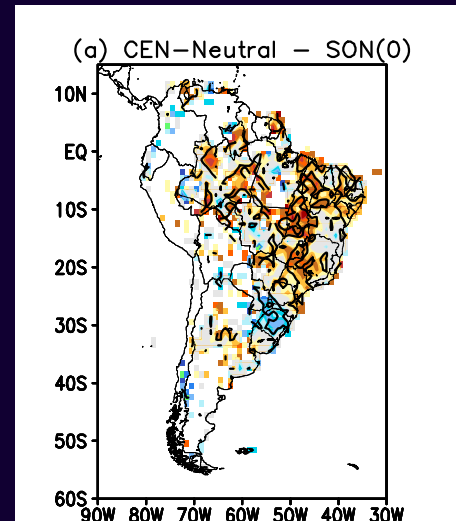 (a) CEN-Neutral - SON(0)
10N
EQ
10S
20S
30S
40S
50S
60S
90W 80W 70W 60W 50W 40W 30W